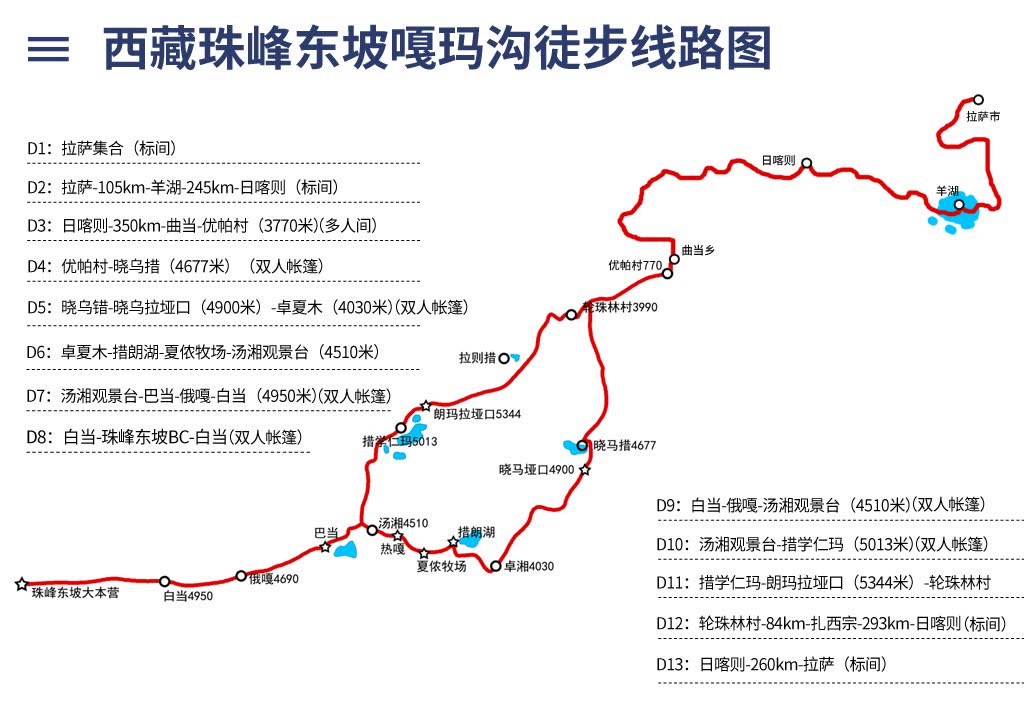 西藏珠峰东坡嘎玛沟徒步线路图
D1：拉萨集合（标间）
D2：拉萨-105km-羊湖-245km-日喀则（标间）
D3：日喀则-350km-曲当-优帕村（3770米）(多人间）
D4：优帕村-晓乌措（4677米）（双人帐篷）
D5：晓乌错-晓乌拉垭口（4900米）-卓夏木（4030米）(双人帐篷）
D6：卓夏木-措朗湖-夏侬牧场-汤湘观景台（4510米）
D7：汤湘观景台-巴当-俄嘎-白当（4950米）(双人帐篷）
D8：白当-珠峰东坡BC-白当(双人帐篷）
拉萨市
日喀则
羊湖
曲当乡
优帕村770
轮珠林村3990
拉则措
朗玛拉垭口5344
措学仁玛5013
晓马措4677
晓马垭口4900
汤湘4510
措朗湖
巴当
热嘎
夏侬牧场
卓湘4030
俄嘎4690
珠峰东坡大本营
白当4950
D9：白当-俄嘎-汤湘观景台（4510米）(双人帐篷）
D10：汤湘观景台-措学仁玛（5013米）(双人帐篷）
D11：措学仁玛-朗玛拉垭口（5344米）-轮珠林村
D12：轮珠林村-84km-扎西宗-293km-日喀则(标间）
D13：日喀则-260km-拉萨（标间）